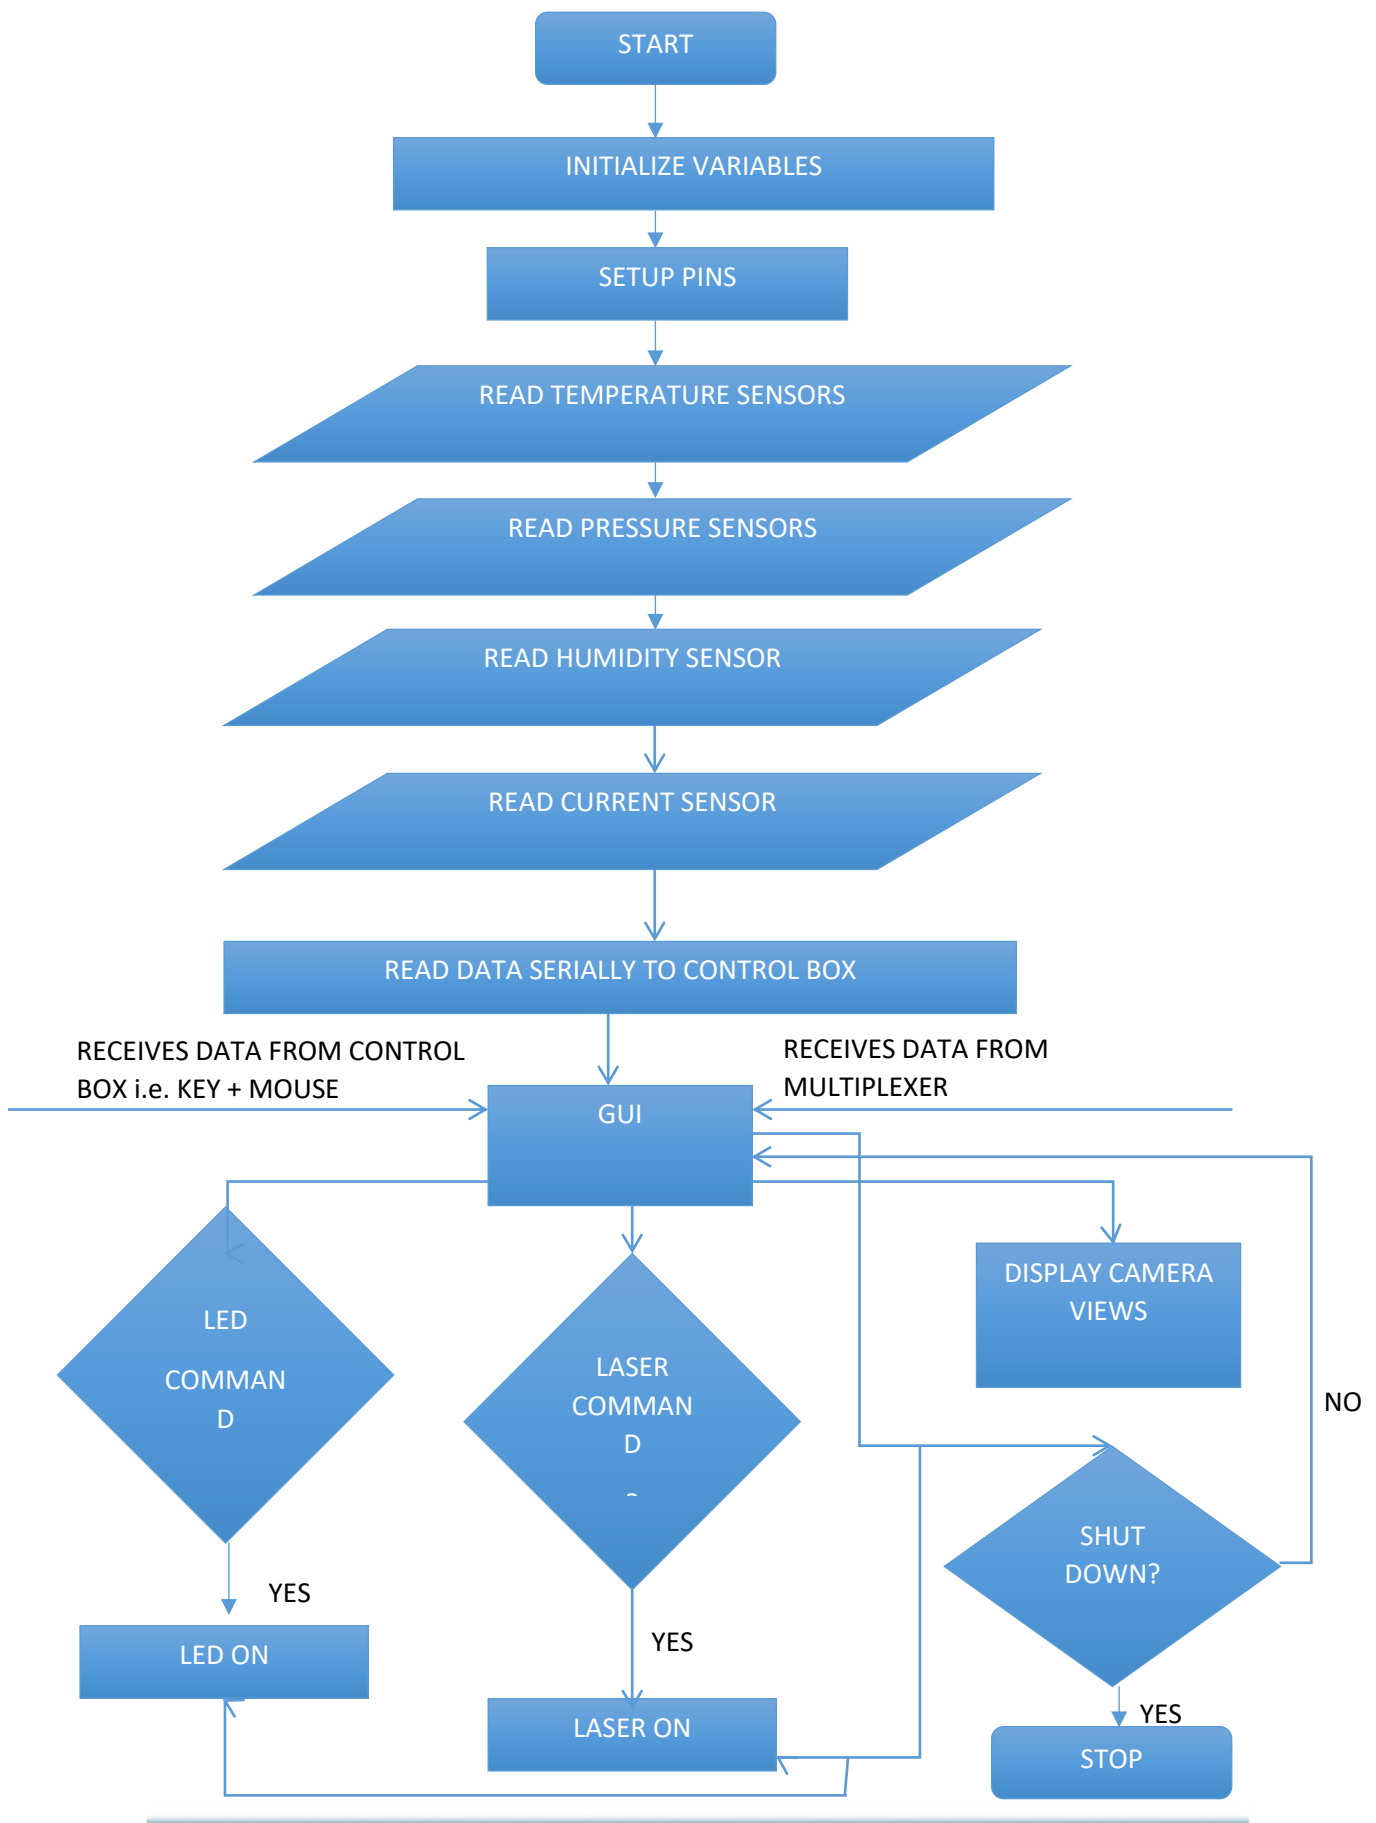 START
INITIALIZE VARIABLES
SETUP PINS
READ TEMPERATURE SENSORS
READ PRESSURE SENSORS
READ HUMIDITY SENSOR
READ CURRENT SENSOR
READ DATA SERIALLY TO CONTROL BOX
RECEIVES DATA FROM CONTROL
BOX i.e. KEY + MOUSE
RECEIVES DATA FROM
MULTIPLEXER
GUI
LED
COMMAN
D
LASER
COMMAN
D
DISPLAY CAMERA
VIEWS
NO
SHUT
DOWN?
YES
LED ON
YES
LASER ON
YES
STOP